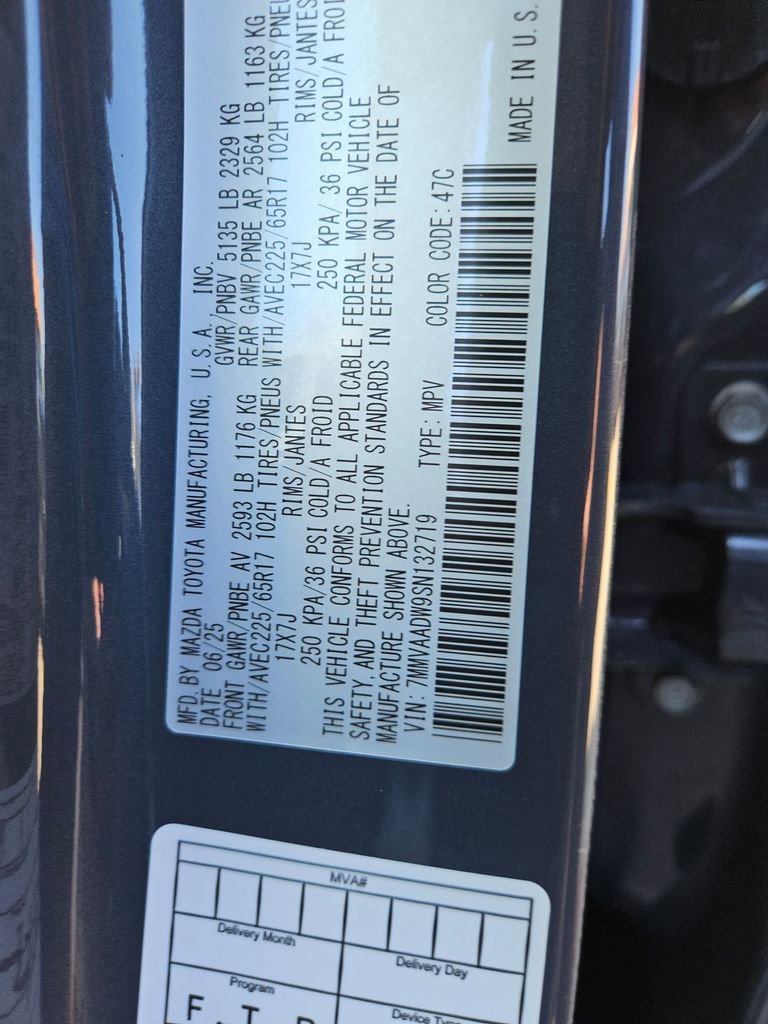 MFD. BY MAZDA TOYOTA MANUFACTURING, U. S. A., INC.
DATE 06/25 GVWR/PNBV 5135 LB 2329 KG
FRONT GAWR/PNBE AV 2593 LB 1176 KG REAR GAWR/PNBE AR 2564 LB 1163 KG
WITH/AVEC225/65R17 102H TIRES/PNEUS WITH/AVEC225/65R17 102H TIRES/PNEU
17X7J RIMS/JANTES 17X7J RIMS/JANTES
250 KPA/36 PSI COLD/A FROID 250 KPA/ 36 PSI COLD/A FROI
THIS VEHICLE CONFORMS TO ALL APPLICABLE FEDERAL MOTOR VEHICLE
SAFETY, AND THEFT PREVENTION STANDARDS IN EFFECT ON THE DATE OF
MANUFACTURE SHOWN ABOVE.
VIN: 7MMVAADW9SN132719 TYPE: MPV COLOR CODE: 47C
MADE IN U. S.
MVA#
Delivery Month Delivery Day
Program Device Type
F. T.